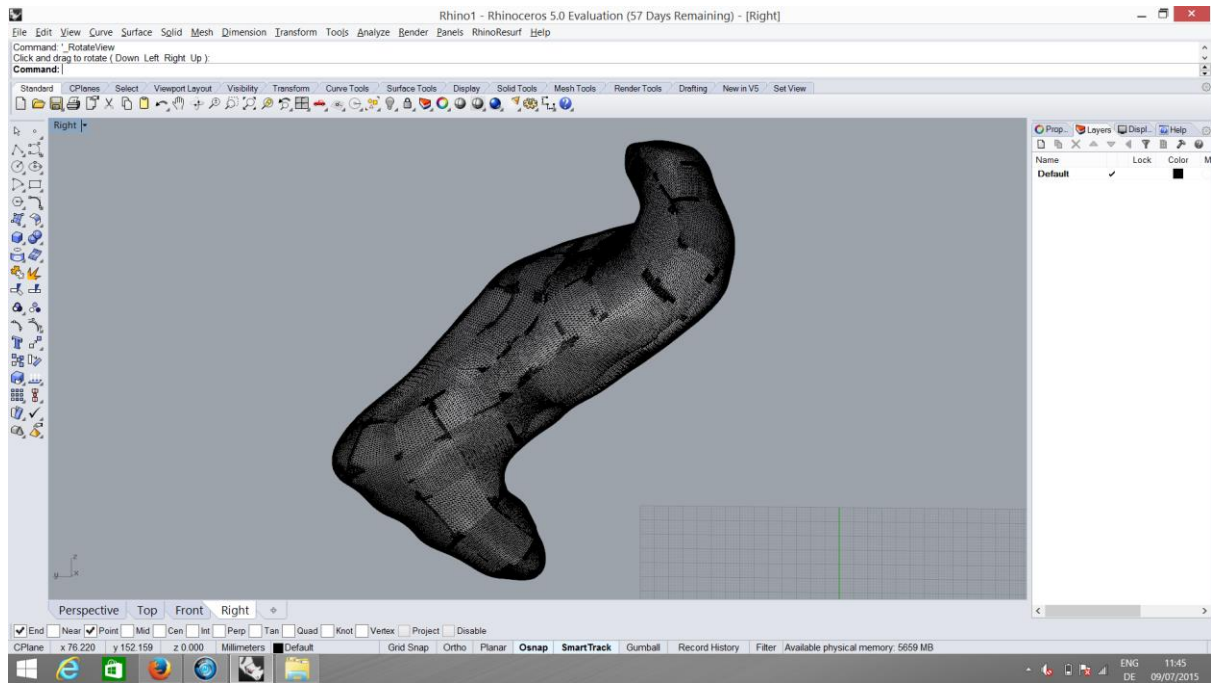 Rhino1 - Rhinoceros 5.0 Evaluation (57 Days Remaining) - [Right]
File Edit View Curve Surface Solid Mesh Dimension Transform Tools Analyze Render Panels RhinoResurf Help
Command: '_RotateView
Click and drag to rotate ( Down Left Right Up ):
Command:
Standard CPlanes Select Viewport Layout Visibility Transform Curve Tools Surface Tools Display Solid Tools Mesh Tools Render Tools Drafting New in V5 Set View
Right
Prop... Layers Displ... Help
Name Lock Color M
Default
z
y x
Perspective Top Front Right
End Near Point Mid Cen Int Perp Tan Quad Knot Vertex Project Disable
CPlane x 76.220 y 152.159 z 0.000 Millimeters Default Grid Snap Ortho Planar Osnap SmartTrack Gumball Record History Filter Available physical memory: 5659 MB
ENG 11:45
DE 09/07/2015